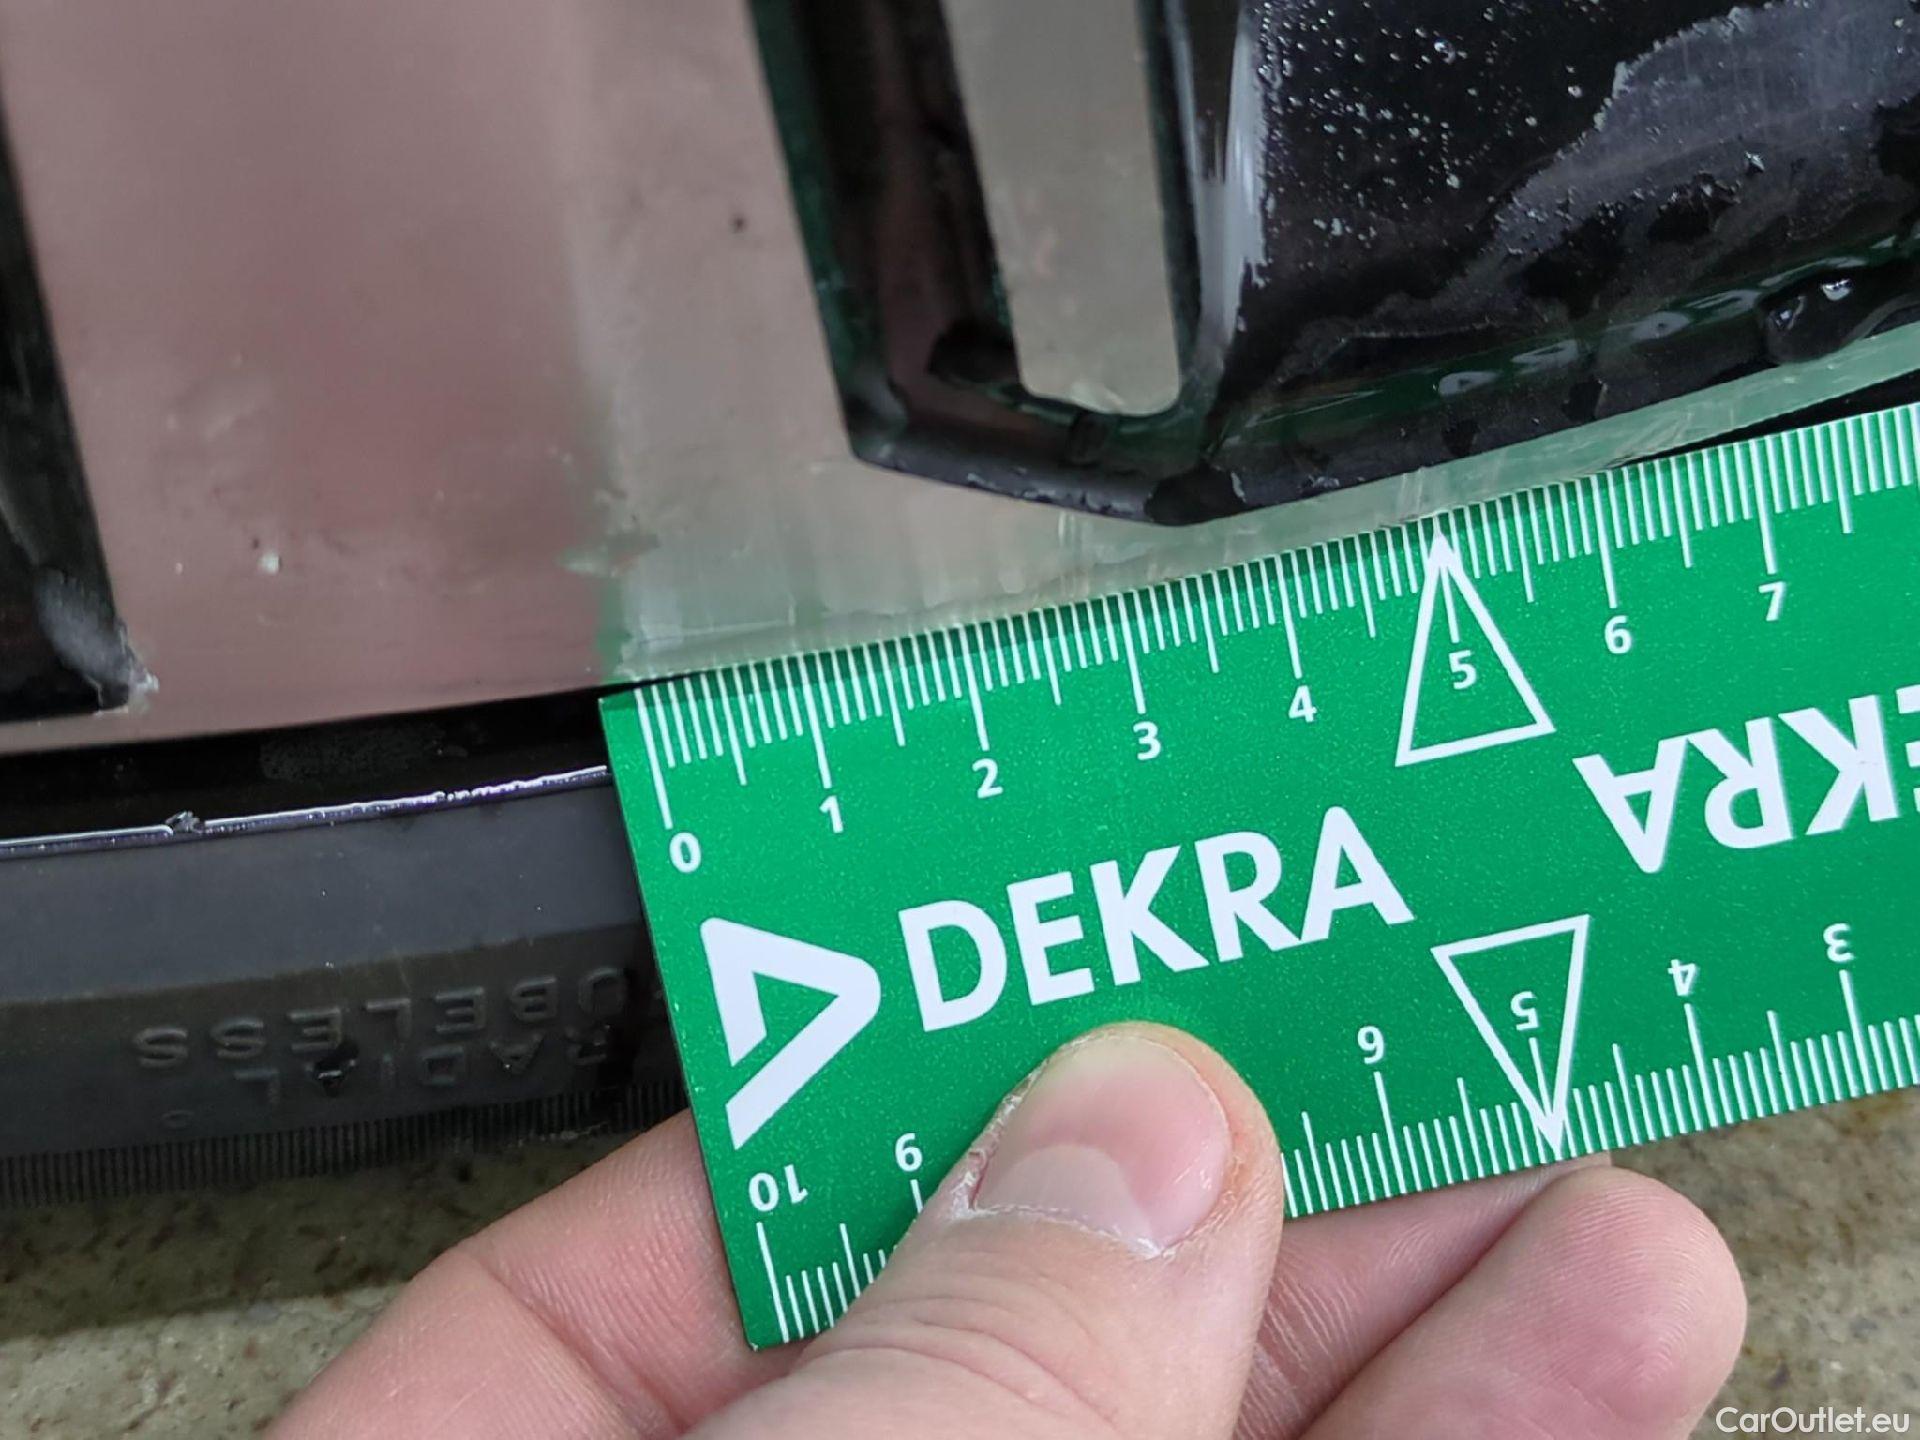 0 1 2 3 4 5 6 7
DEKRA
DEKRA
3
4
5
6
9
10
RADIAL
TUBELESS
CarOutlet.eu